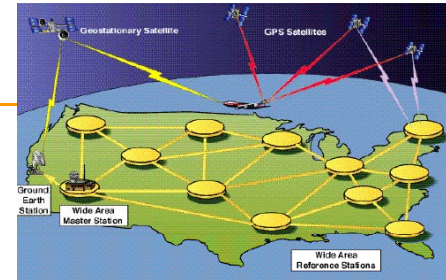 Geostationary Satellite
GPS Satellites
Ground
Earth
Station
Wide Area
Master Station
Wide Area
Reference Stations